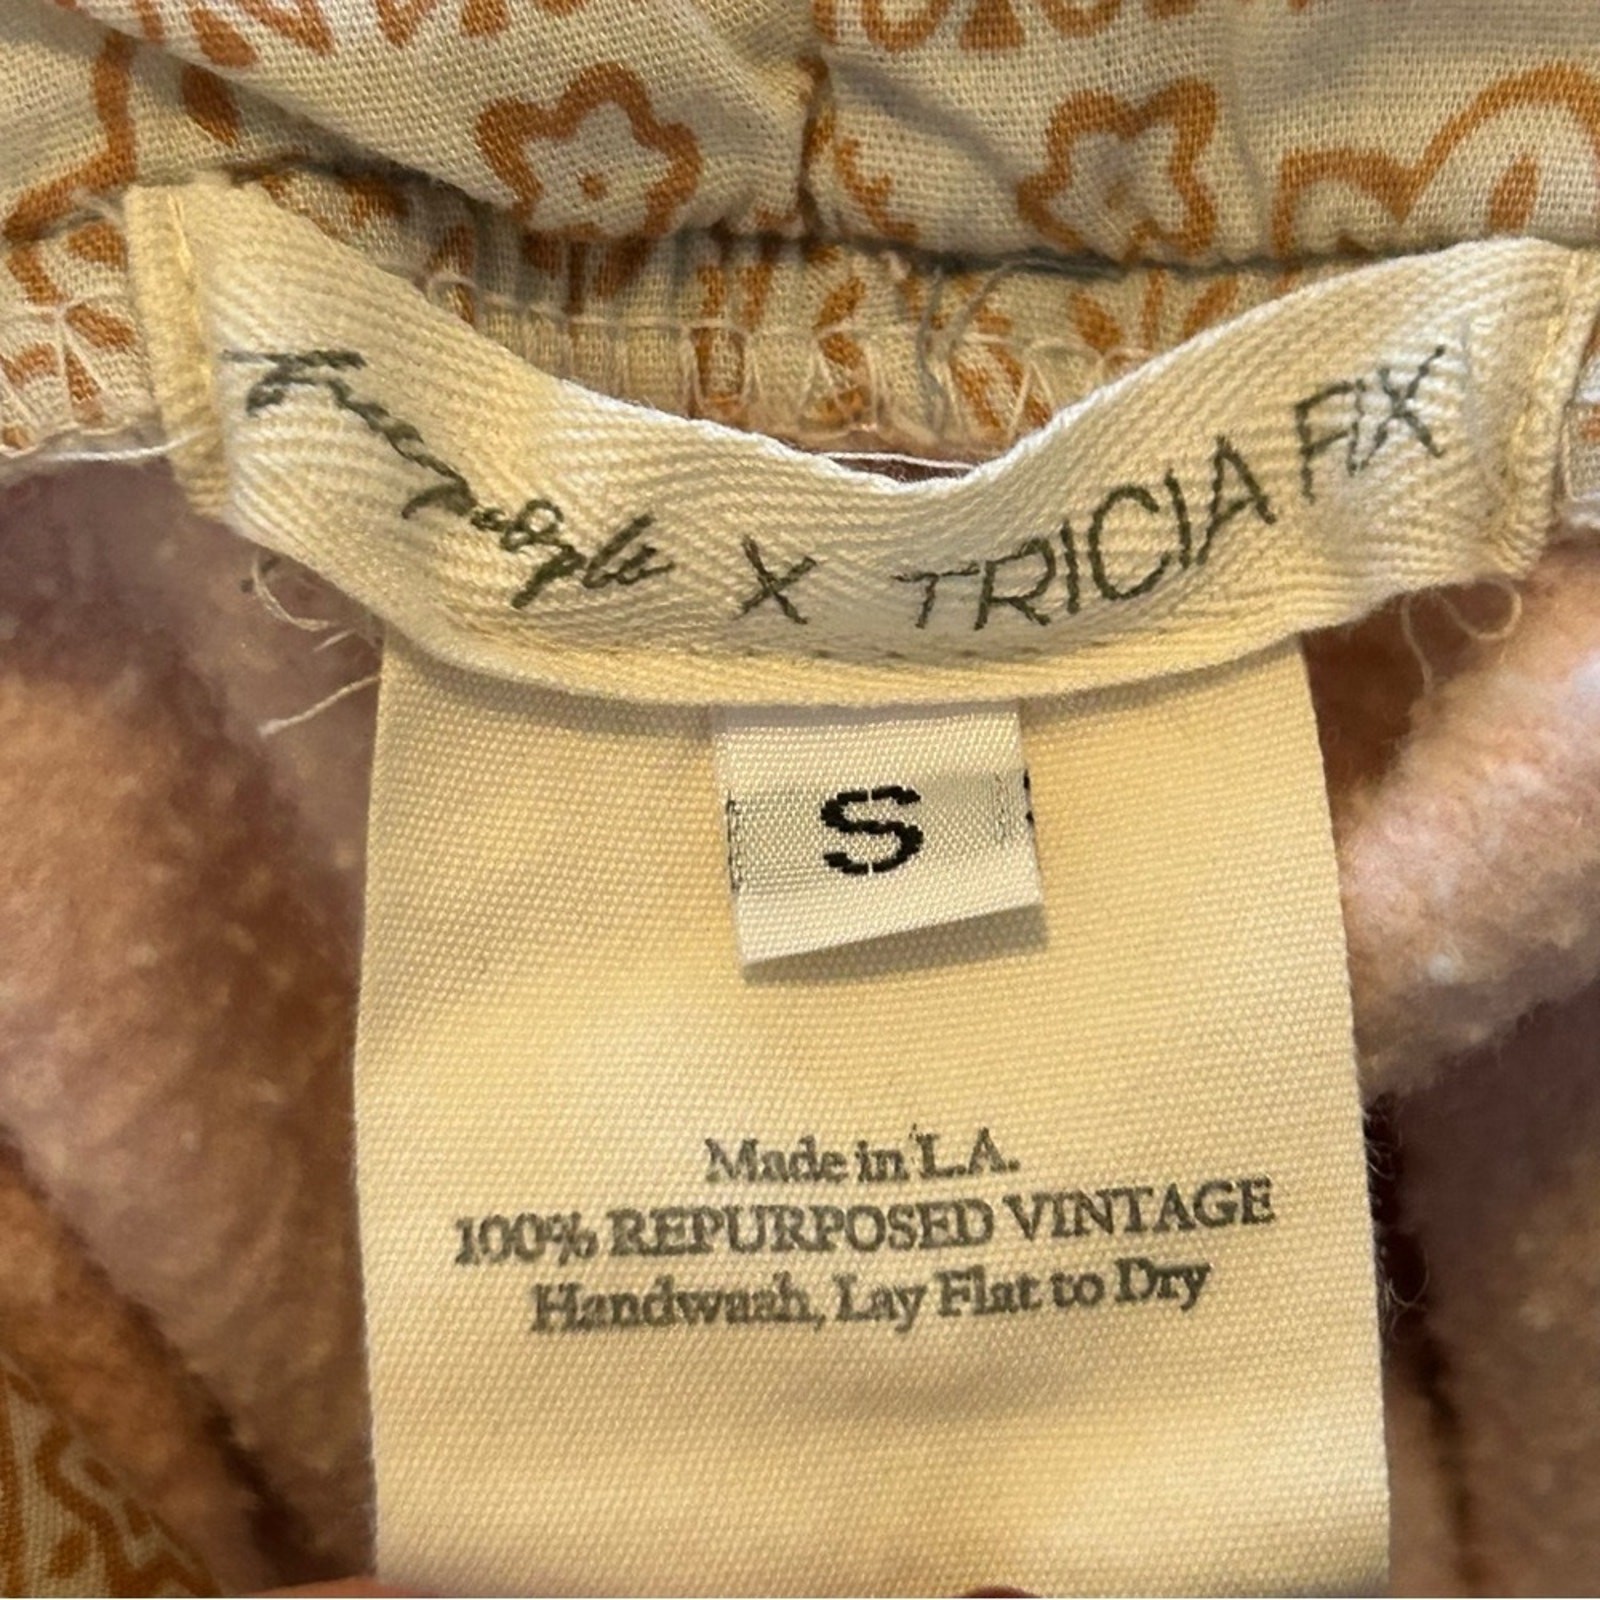 Free people X TRICIA FIX
S
Made in L.A.
100% REPURPOSED VINTAGE
Handwash, Lay Flat to Dry